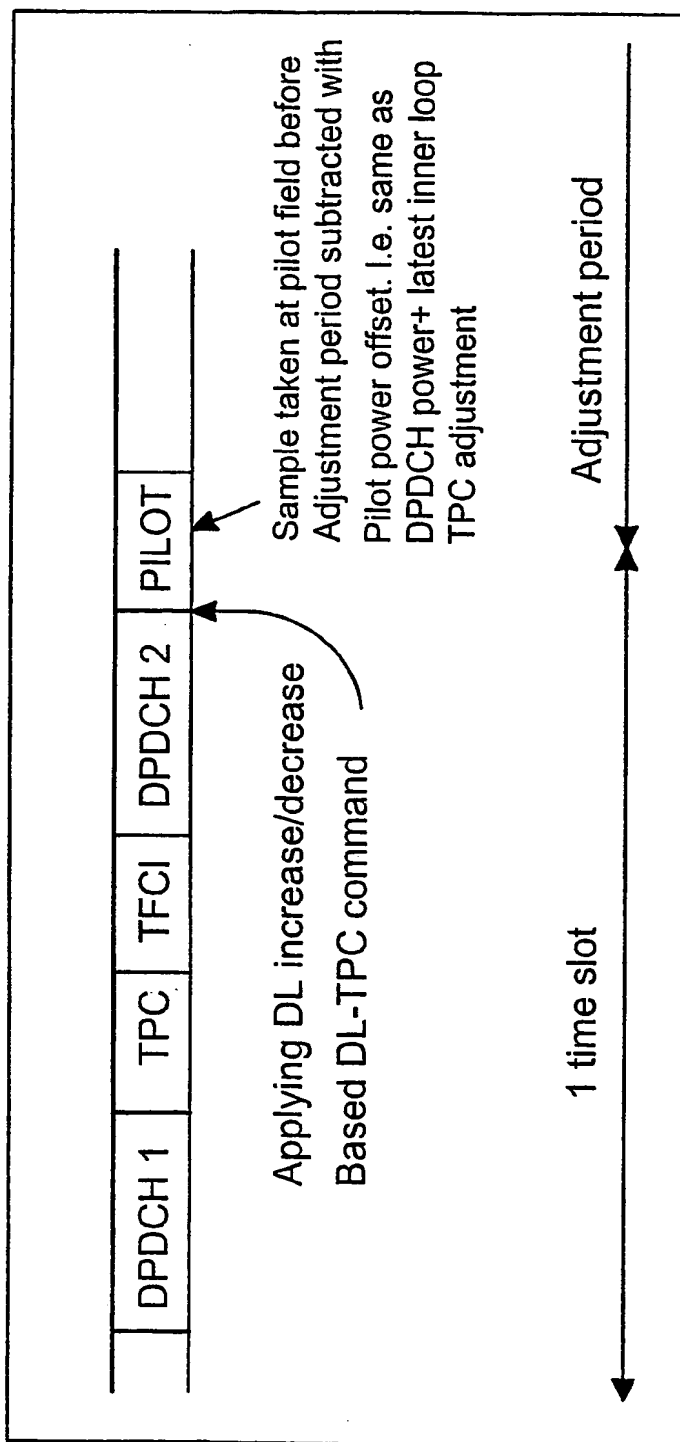 DPDCH 1 TPC TFCI DPDCH 2 PILOT
Applying DL increase/decrease
Based DL-TPC command
Sample taken at pilot field before
Adjustment period subtracted with
Pilot power offset. I.e. same as
DPDCH power+ latest inner loop
TPC adjustment
1 time slot
Adjustment period